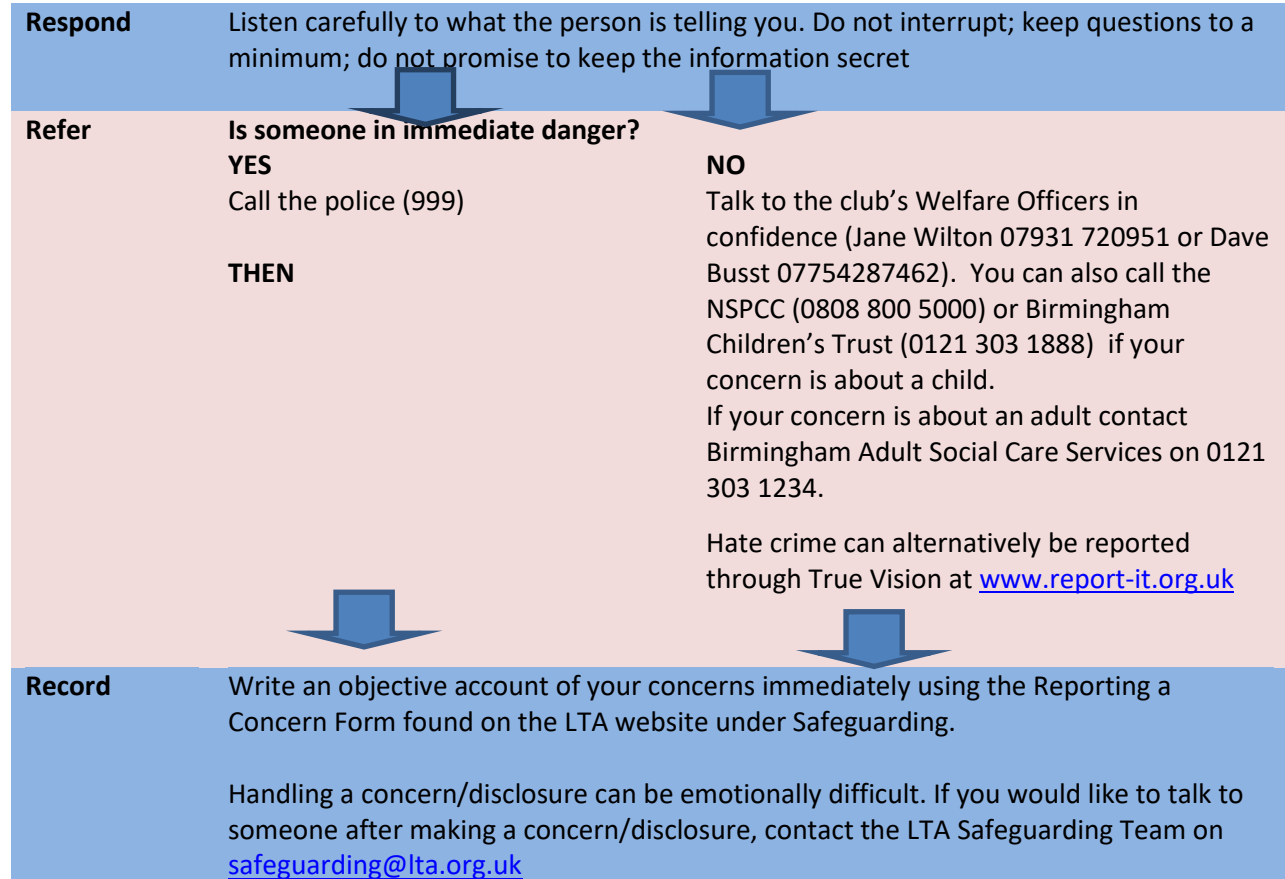 Respond
Listen carefully to what the person is telling you. Do not interrupt; keep questions to a
minimum; do not promise to keep the information secret
Refer
Is someone in immediate danger?
YES
Call the police (999)
THEN
NO
Talk to the club’s Welfare Officers in
confidence (Jane Wilton 07931 720951 or Dave
Busst 07754287462).  You can also call the
NSPCC (0808 800 5000) or Birmingham
Children’s Trust (0121 303 1888)  if your
concern is about a child.
If your concern is about an adult contact
Birmingham Adult Social Care Services on 0121
303 1234.
Hate crime can alternatively be reported
through True Vision at www.report-it.org.uk
Record
Write an objective account of your concerns immediately using the Reporting a
Concern Form found on the LTA website under Safeguarding.
Handling a concern/disclosure can be emotionally difficult. If you would like to talk to
someone after making a concern/disclosure, contact the LTA Safeguarding Team on
safeguarding@lta.org.uk